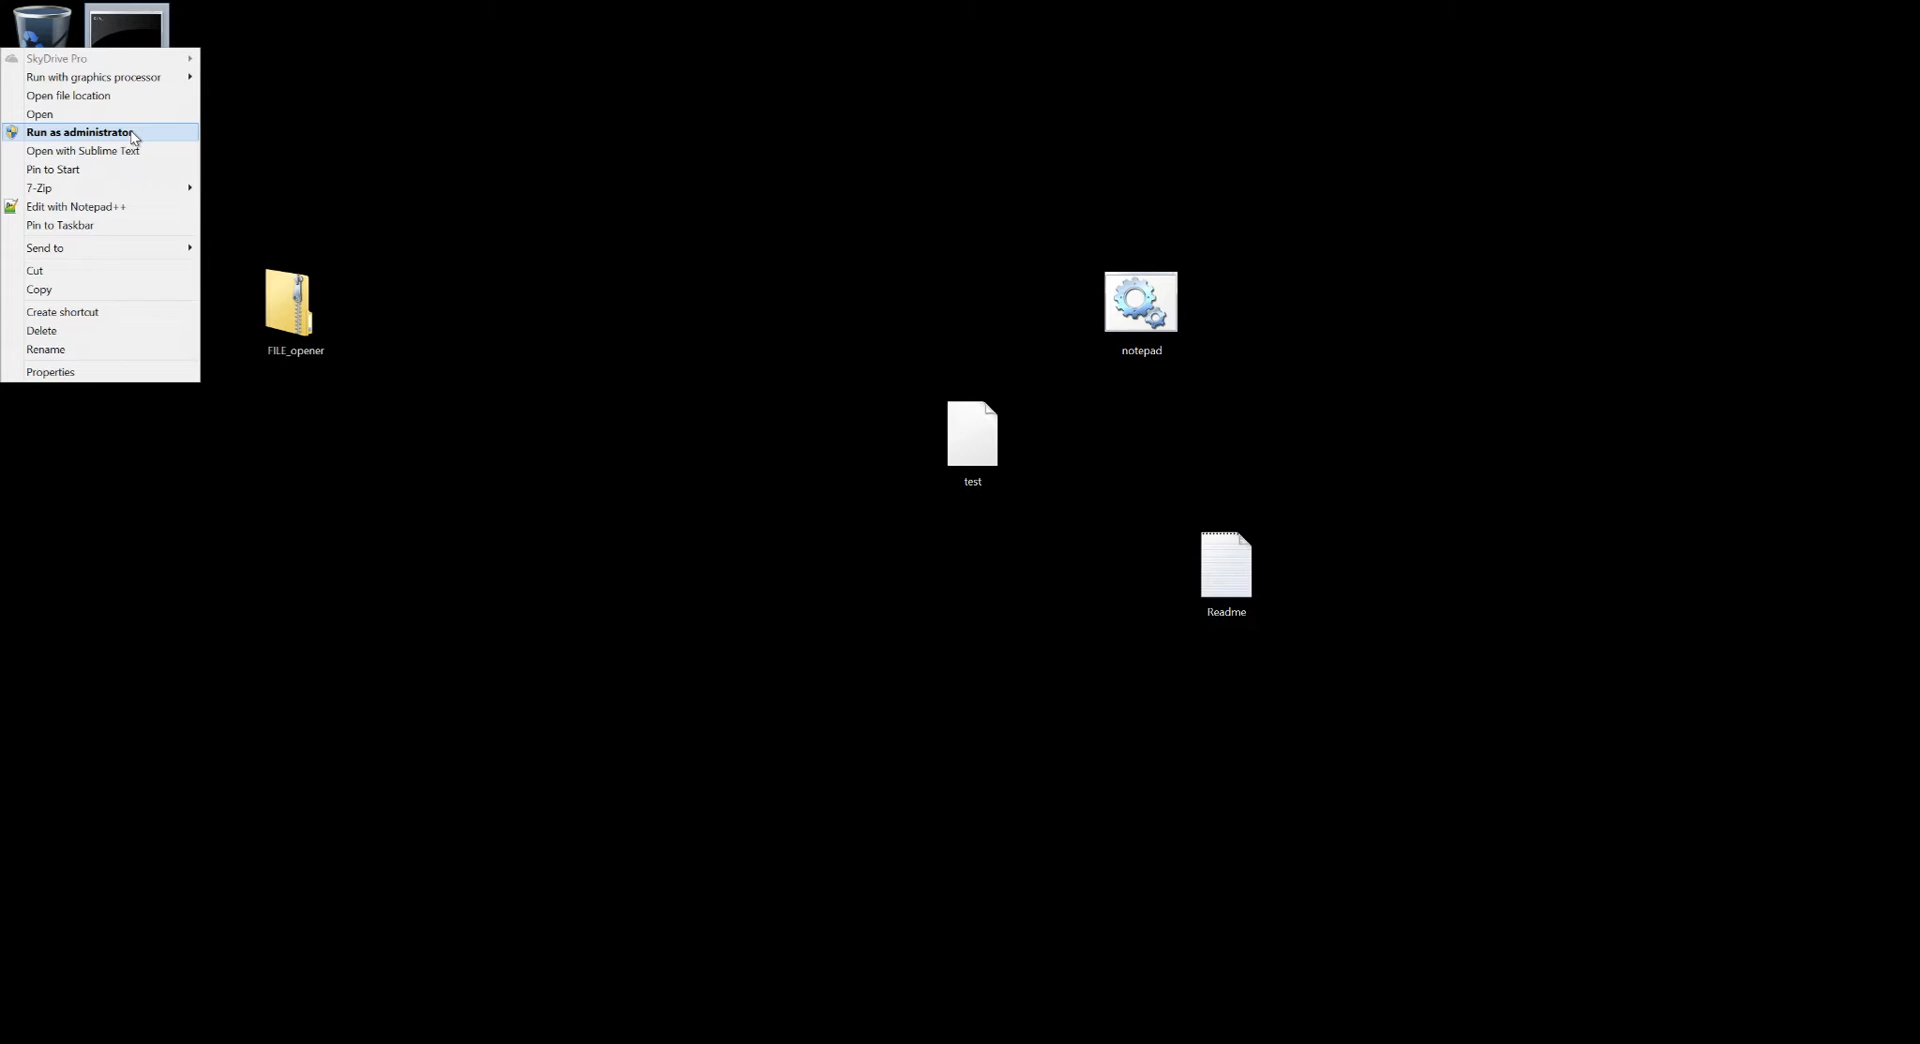 SkyDrive Pro
Run with graphics processor
Open file location
Open
Run as administrator
Open with Sublime Text
Pin to Start
7-Zip
Edit with Notepad++
Pin to Taskbar
Send to
Cut
Copy
Create shortcut
Delete
Rename
Properties
FILE_opener
notepad
test
Readme